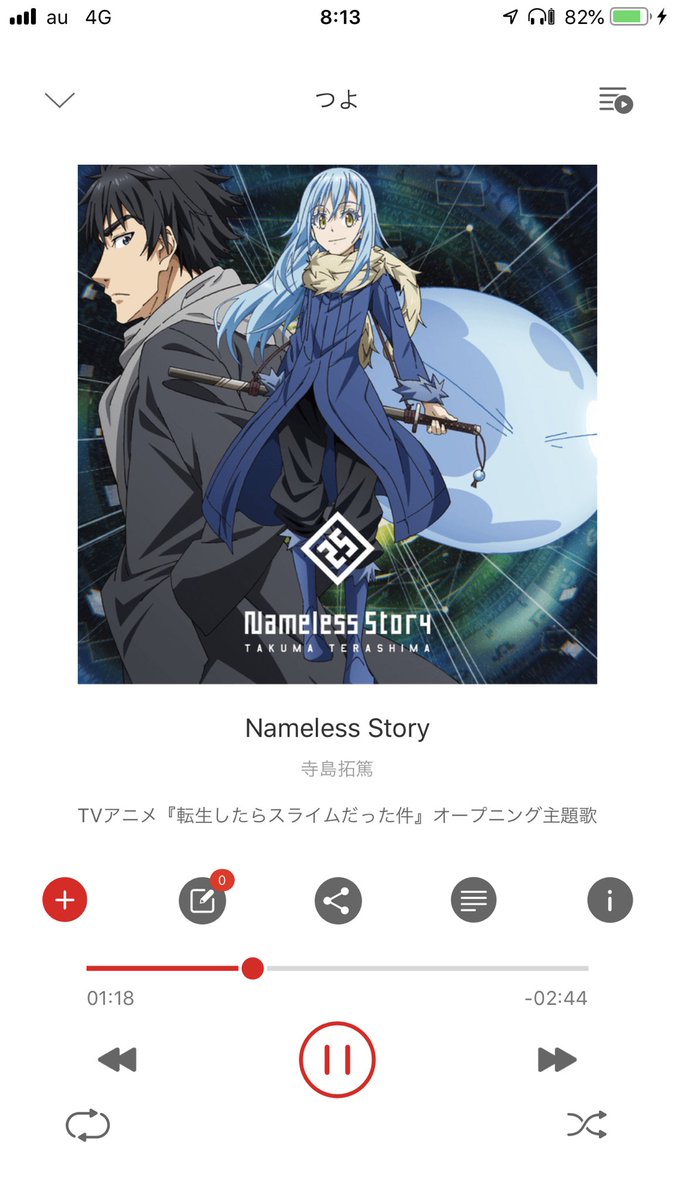 au 4G
8:13
82%
つよ
25
Nameless Story
TAKUMA TERASHIMA
Nameless Story
寺島拓篤
TVアニメ『転生したらスライムだった件』オープニング主題歌
0
01:18
-02:44